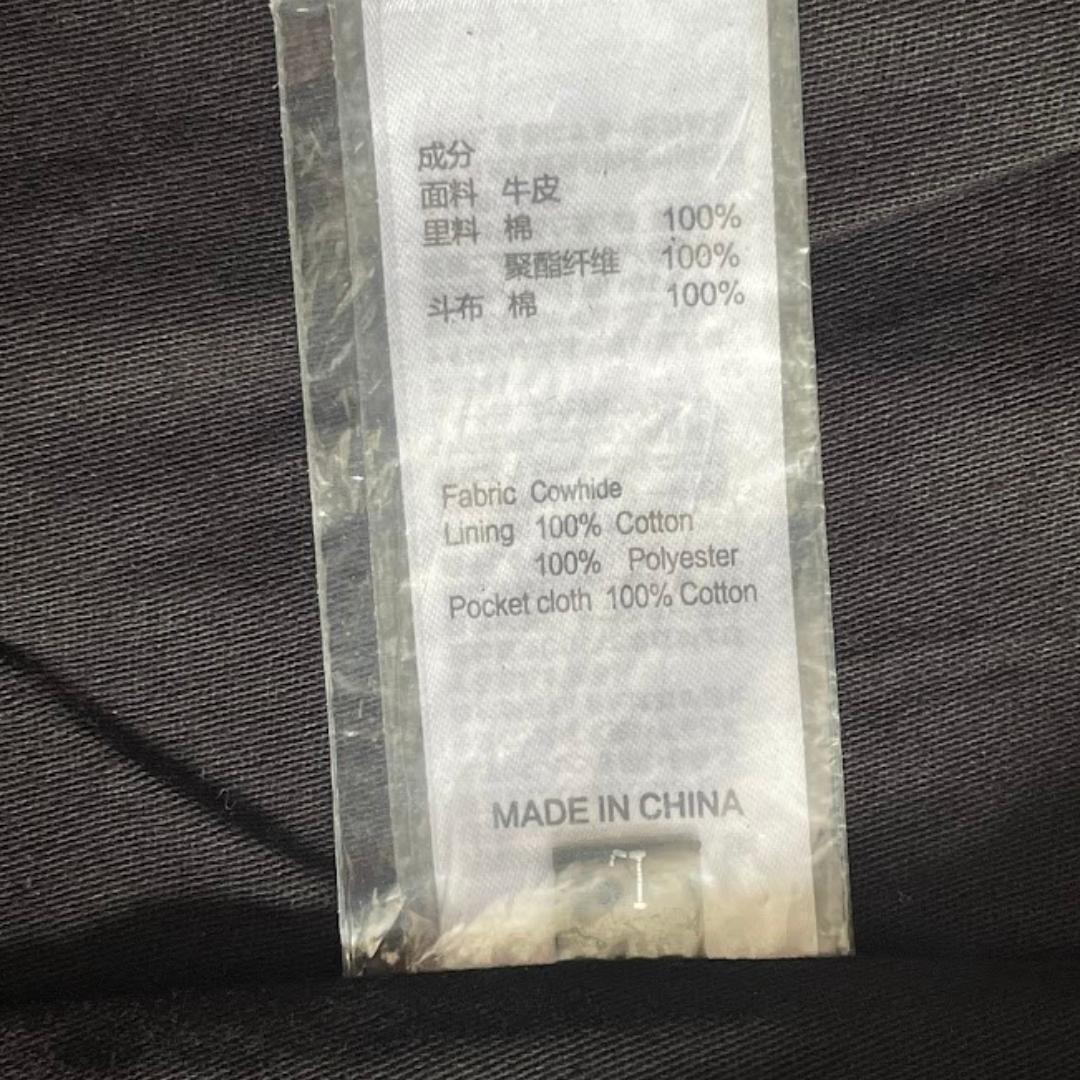 成分
面料 牛皮
里料 棉 100%
聚酯纤维 100%
斗布 棉 100%
Fabric Cowhide
Lining 100% Cotton
100% Polyester
Pocket cloth 100% Cotton
MADE IN CHINA